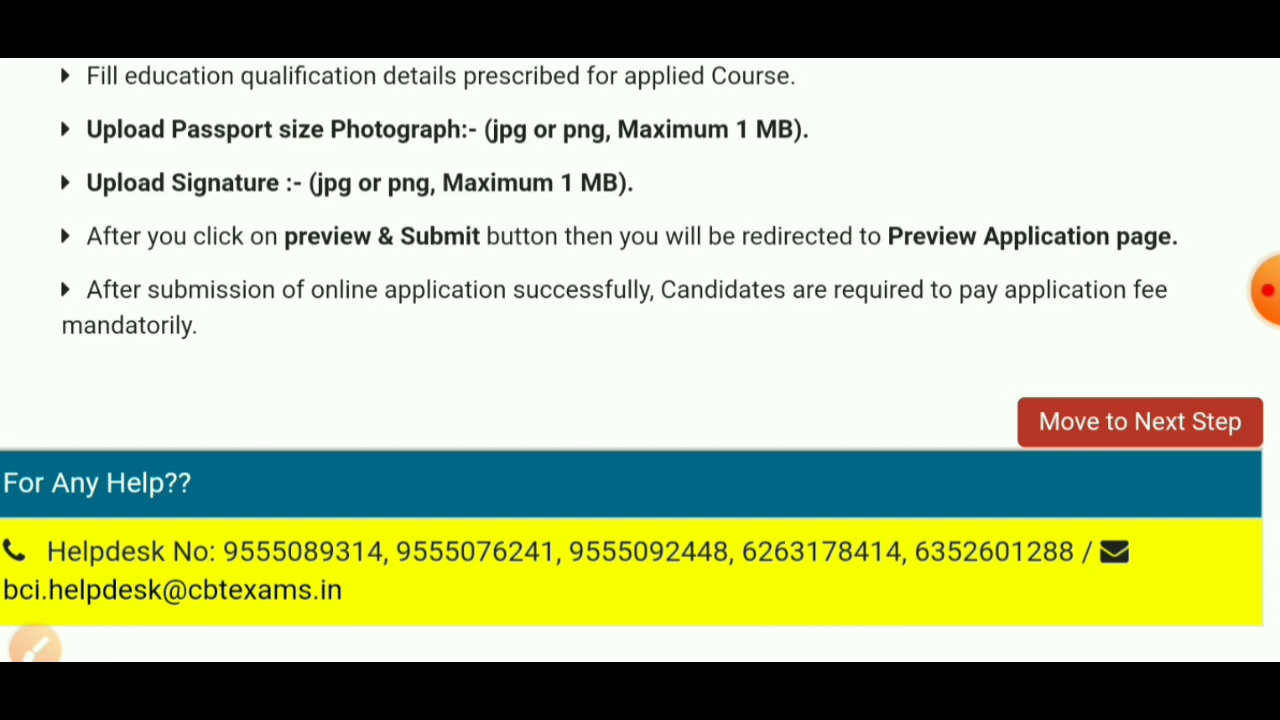 Fill education qualification details prescribed for applied Course.
Upload Passport size Photograph:- (jpg or png, Maximum 1 MB).
Upload Signature :- (jpg or png, Maximum 1 MB).
After you click on preview & Submit button then you will be redirected to Preview Application page.
After submission of online application successfully, Candidates are required to pay application fee
mandatorily.
Move to Next Step
For Any Help??
Helpdesk No: 9555089314, 9555076241, 9555092448, 6263178414, 6352601288 /
bci.helpdesk@cbtexams.in